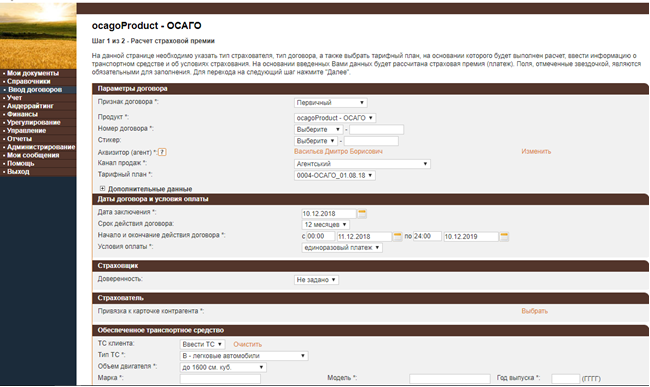 ocagoProduct - ОСАГО
Шаг 1 из 2 - Расчет страховой премии
На данной странице необходимо указать тип страхователя, тип договора, а также выбрать тарифный план, на основании которого будет выполнен расчет, ввести информацию о
транспортном средстве и об условиях страхования. На основании введенных Вами данных будет рассчитана страховая премия (платеж). Поля, отмеченные звездочкой, являются
обязательными для заполнения. Для перехода на следующий шаг нажмите "Далее".
• Мои документы
• Справочники
• Ввод договоров
• Учет
• Андеррайтинг
• Финансы
• Урегулирование
• Управление
• Отчеты
• Администрирование
• Мои сообщения
• Помощь
• Выход
Параметры договора
Признак договора *: Первичный
Продукт *: ocagoProduct - ОСАГО
Номер договора *: Выберите -
Стикер: Выберите -
Аквизитор (агент) *: ? Васильєв Дмитро Борисович Изменить
Канал продаж *: Агентський
Тарифный план *: 0004-ОСАГО_01.08.18
Дополнительные данные
Даты договора и условия оплаты
Дата заключения *: 10.12.2018
Срок действия договора: 12 месяцев
Начало и окончание действия договора *: с 00:00 11.12.2018 по 24:00 10.12.2019
Условия оплаты *: единоразовый платеж
Страховщик
Доверенность: Не задано
Страхователь
Привязка к карточке контрагента *: Выбрать
Обеспеченное транспортное средство
ТС клиента: Ввести ТС Очистить
Тип ТС *: B - легковые автомобили
Объем двигателя *: до 1600 см. куб.
Марка *: Модель *: Год выпуска *: (ГГГГ)